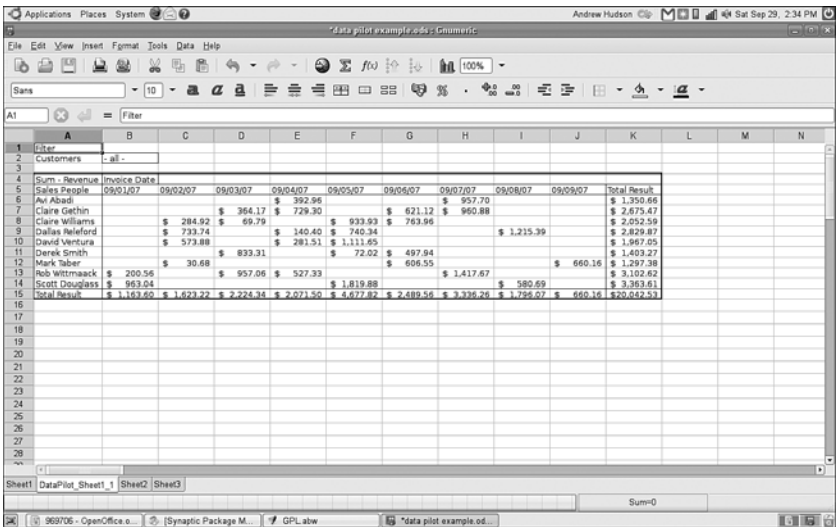 Applications Places System Andrew Hudson Sat Sep 29, 2:34 PM
*data pilot example.ods : Gnumeric
File Edit View Insert Format Tools Data Help
100%
Sans 10
A1 = Filter
A B C D E F G H I J K L M N
1 Filter
2 Customers - all -
3
4 Sum - Revenue Invoice Date
5 Sales People 09/01/07 09/02/07 09/03/07 09/04/07 09/05/07 09/06/07 09/07/07 09/08/07 09/09/07 Total Result
6 Avi Abadi $ 392.96 $ 957.70 $ 1,350.66
7 Claire Gethin $ 364.17 $ 729.30 $ 621.12 $ 960.88 $ 2,675.47
8 Claire Williams $ 284.92 $ 69.79 $ 933.93 $ 763.96 $ 2,052.59
9 Dallas Releford $ 733.74 $ 140.40 $ 740.34 $ 1,215.39 $ 2,829.87
10 David Ventura $ 573.88 $ 281.51 $ 1,111.65 $ 1,967.05
11 Derek Smith $ 833.31 $ 72.02 $ 497.94 $ 1,403.27
12 Mark Taber $ 30.68 $ 606.55 $ 660.16 $ 1,297.38
13 Rob Wittmaack $ 200.56 $ 957.06 $ 527.33 $ 1,417.67 $ 3,102.62
14 Scott Douglass $ 963.04 $ 1,819.88 $ 580.69 $ 3,363.61
15 Total Result $ 1,163.60 $ 1,623.22 $ 2,224.34 $ 2,071.50 $ 4,677.82 $ 2,489.56 $ 3,336.26 $ 1,796.07 $ 660.16 $20,042.53
16
17
18
19
20
21
22
23
24
25
26
27
28
Sheet1 DataPilot_Sheet1_1 Sheet2 Sheet3
Sum=0
969706 - OpenOffice.o... [Synaptic Package M... GPL.abw *data pilot example.od...